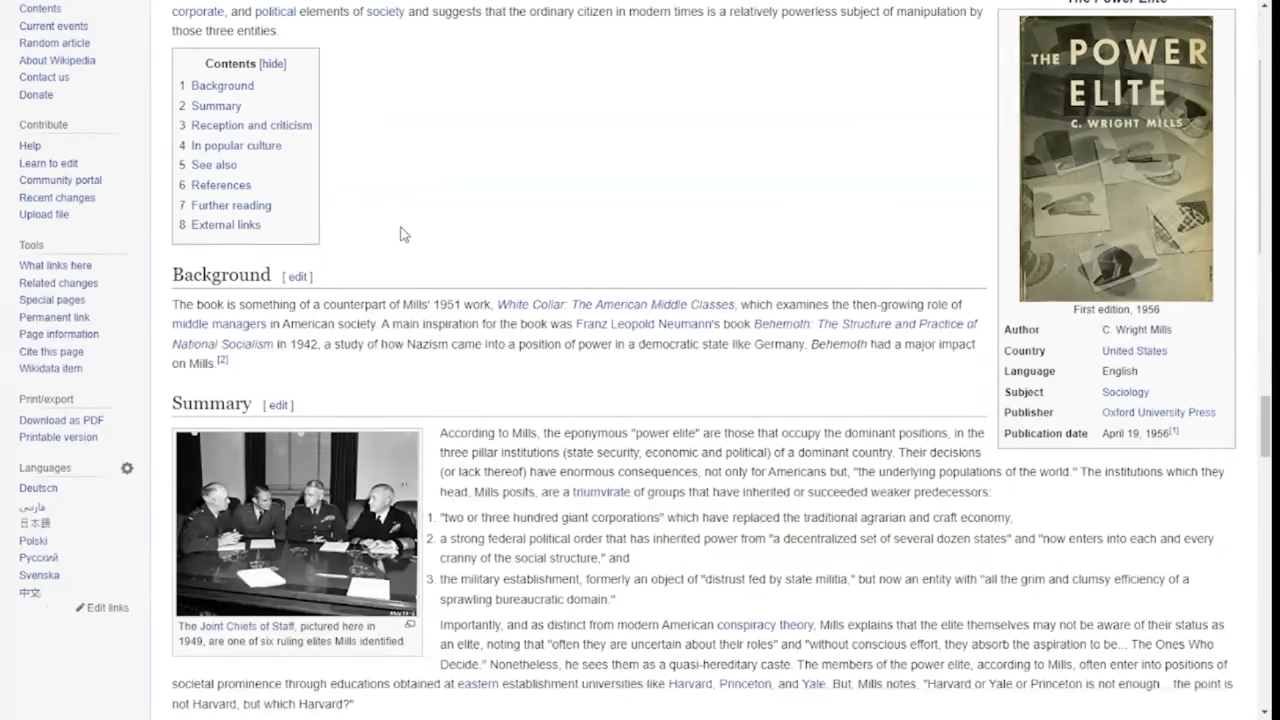 Contents
Current events
Random article
About Wikipedia
Contact us
Donate
Contribute
Help
Learn to edit
Community portal
Recent changes
Upload file
Tools
What links here
Related changes
Special pages
Permanent link
Page information
Cite this page
Wikidata item
Print/export
Download as PDF
Printable version
Languages
Deutsch
فارسی
日本語
Polski
Русский
Svenska
中文
Edit links
corporate, and political elements of society and suggests that the ordinary citizen in modern times is a relatively powerless subject of manipulation by
those three entities.
Contents [hide]
1 Background
2 Summary
3 Reception and criticism
4 In popular culture
5 See also
6 References
7 Further reading
8 External links
Background [ edit ]
The book is something of a counterpart of Mills' 1951 work, White Collar: The American Middle Classes, which examines the then-growing role of
middle managers in American society. A main inspiration for the book was Franz Leopold Neumann's book Behemoth: The Structure and Practice of
National Socialism in 1942, a study of how Nazism came into a position of power in a democratic state like Germany. Behemoth had a major impact
on Mills.[2]
Summary [ edit ]
The Joint Chiefs of Staff, pictured here in
1949, are one of six ruling elites Mills identified.
According to Mills, the eponymous "power elite" are those that occupy the dominant positions, in the
three pillar institutions (state security, economic and political) of a dominant country. Their decisions
(or lack thereof) have enormous consequences, not only for Americans but, "the underlying populations of the world." The institutions which they
head, Mills posits, are a triumvirate of groups that have inherited or succeeded weaker predecessors:
1. "two or three hundred giant corporations" which have replaced the traditional agrarian and craft economy,
2. a strong federal political order that has inherited power from "a decentralized set of several dozen states" and "now enters into each and every
cranny of the social structure," and
3. the military establishment, formerly an object of "distrust fed by state militia," but now an entity with "all the grim and clumsy efficiency of a
sprawling bureaucratic domain."
Importantly, and as distinct from modern American conspiracy theory, Mills explains that the elite themselves may not be aware of their status as
an elite, noting that "often they are uncertain about their roles" and "without conscious effort, they absorb the aspiration to be... The Ones Who
Decide." Nonetheless, he sees them as a quasi-hereditary caste. The members of the power elite, according to Mills, often enter into positions of
societal prominence through educations obtained at eastern establishment universities like Harvard, Princeton, and Yale. But, Mills notes, "Harvard or Yale or Princeton is not enough... the point is
not Harvard, but which Harvard?"
The Power Elite
THE POWER
ELITE
C. WRIGHT MILLS
First edition, 1956
Author C. Wright Mills
Country United States
Language English
Subject Sociology
Publisher Oxford University Press
Publication date April 19, 1956[1]